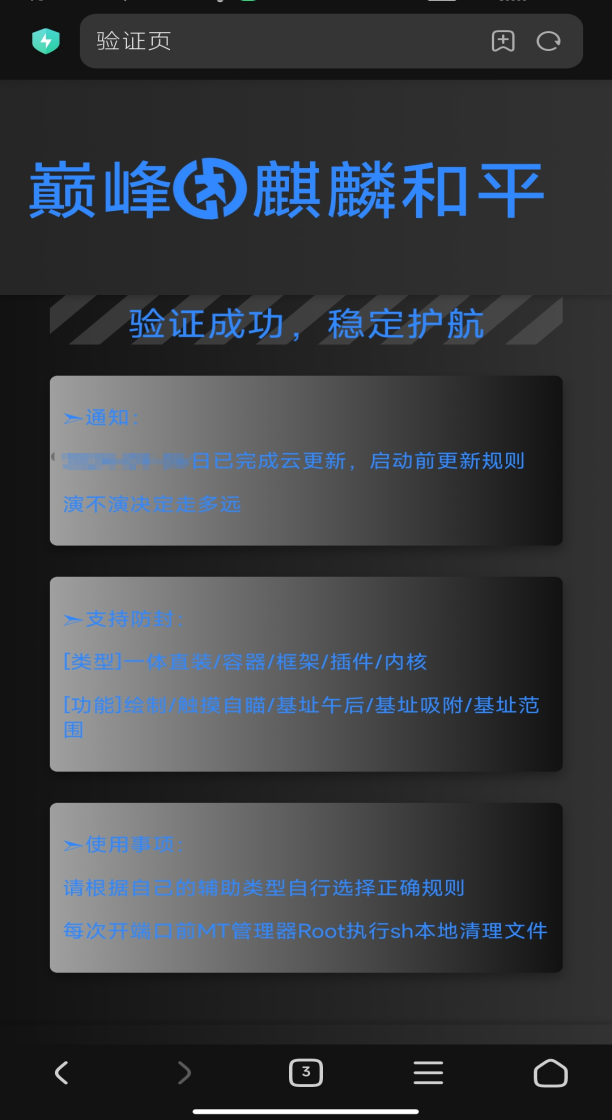 验证页
巅峰麒麟和平
验证成功，稳定护航
➣通知：
日已完成云更新，启动前更新规则
演不演决定走多远
➣支持防封：
[类型]一体直装/容器/框架/插件/内核
[功能]绘制/触摸自瞄/基址午后/基址吸附/基址范
围
➣使用事项：
请根据自己的辅助类型自行选择正确规则
每次开端口前MT管理器Root执行sh本地清理文件
3